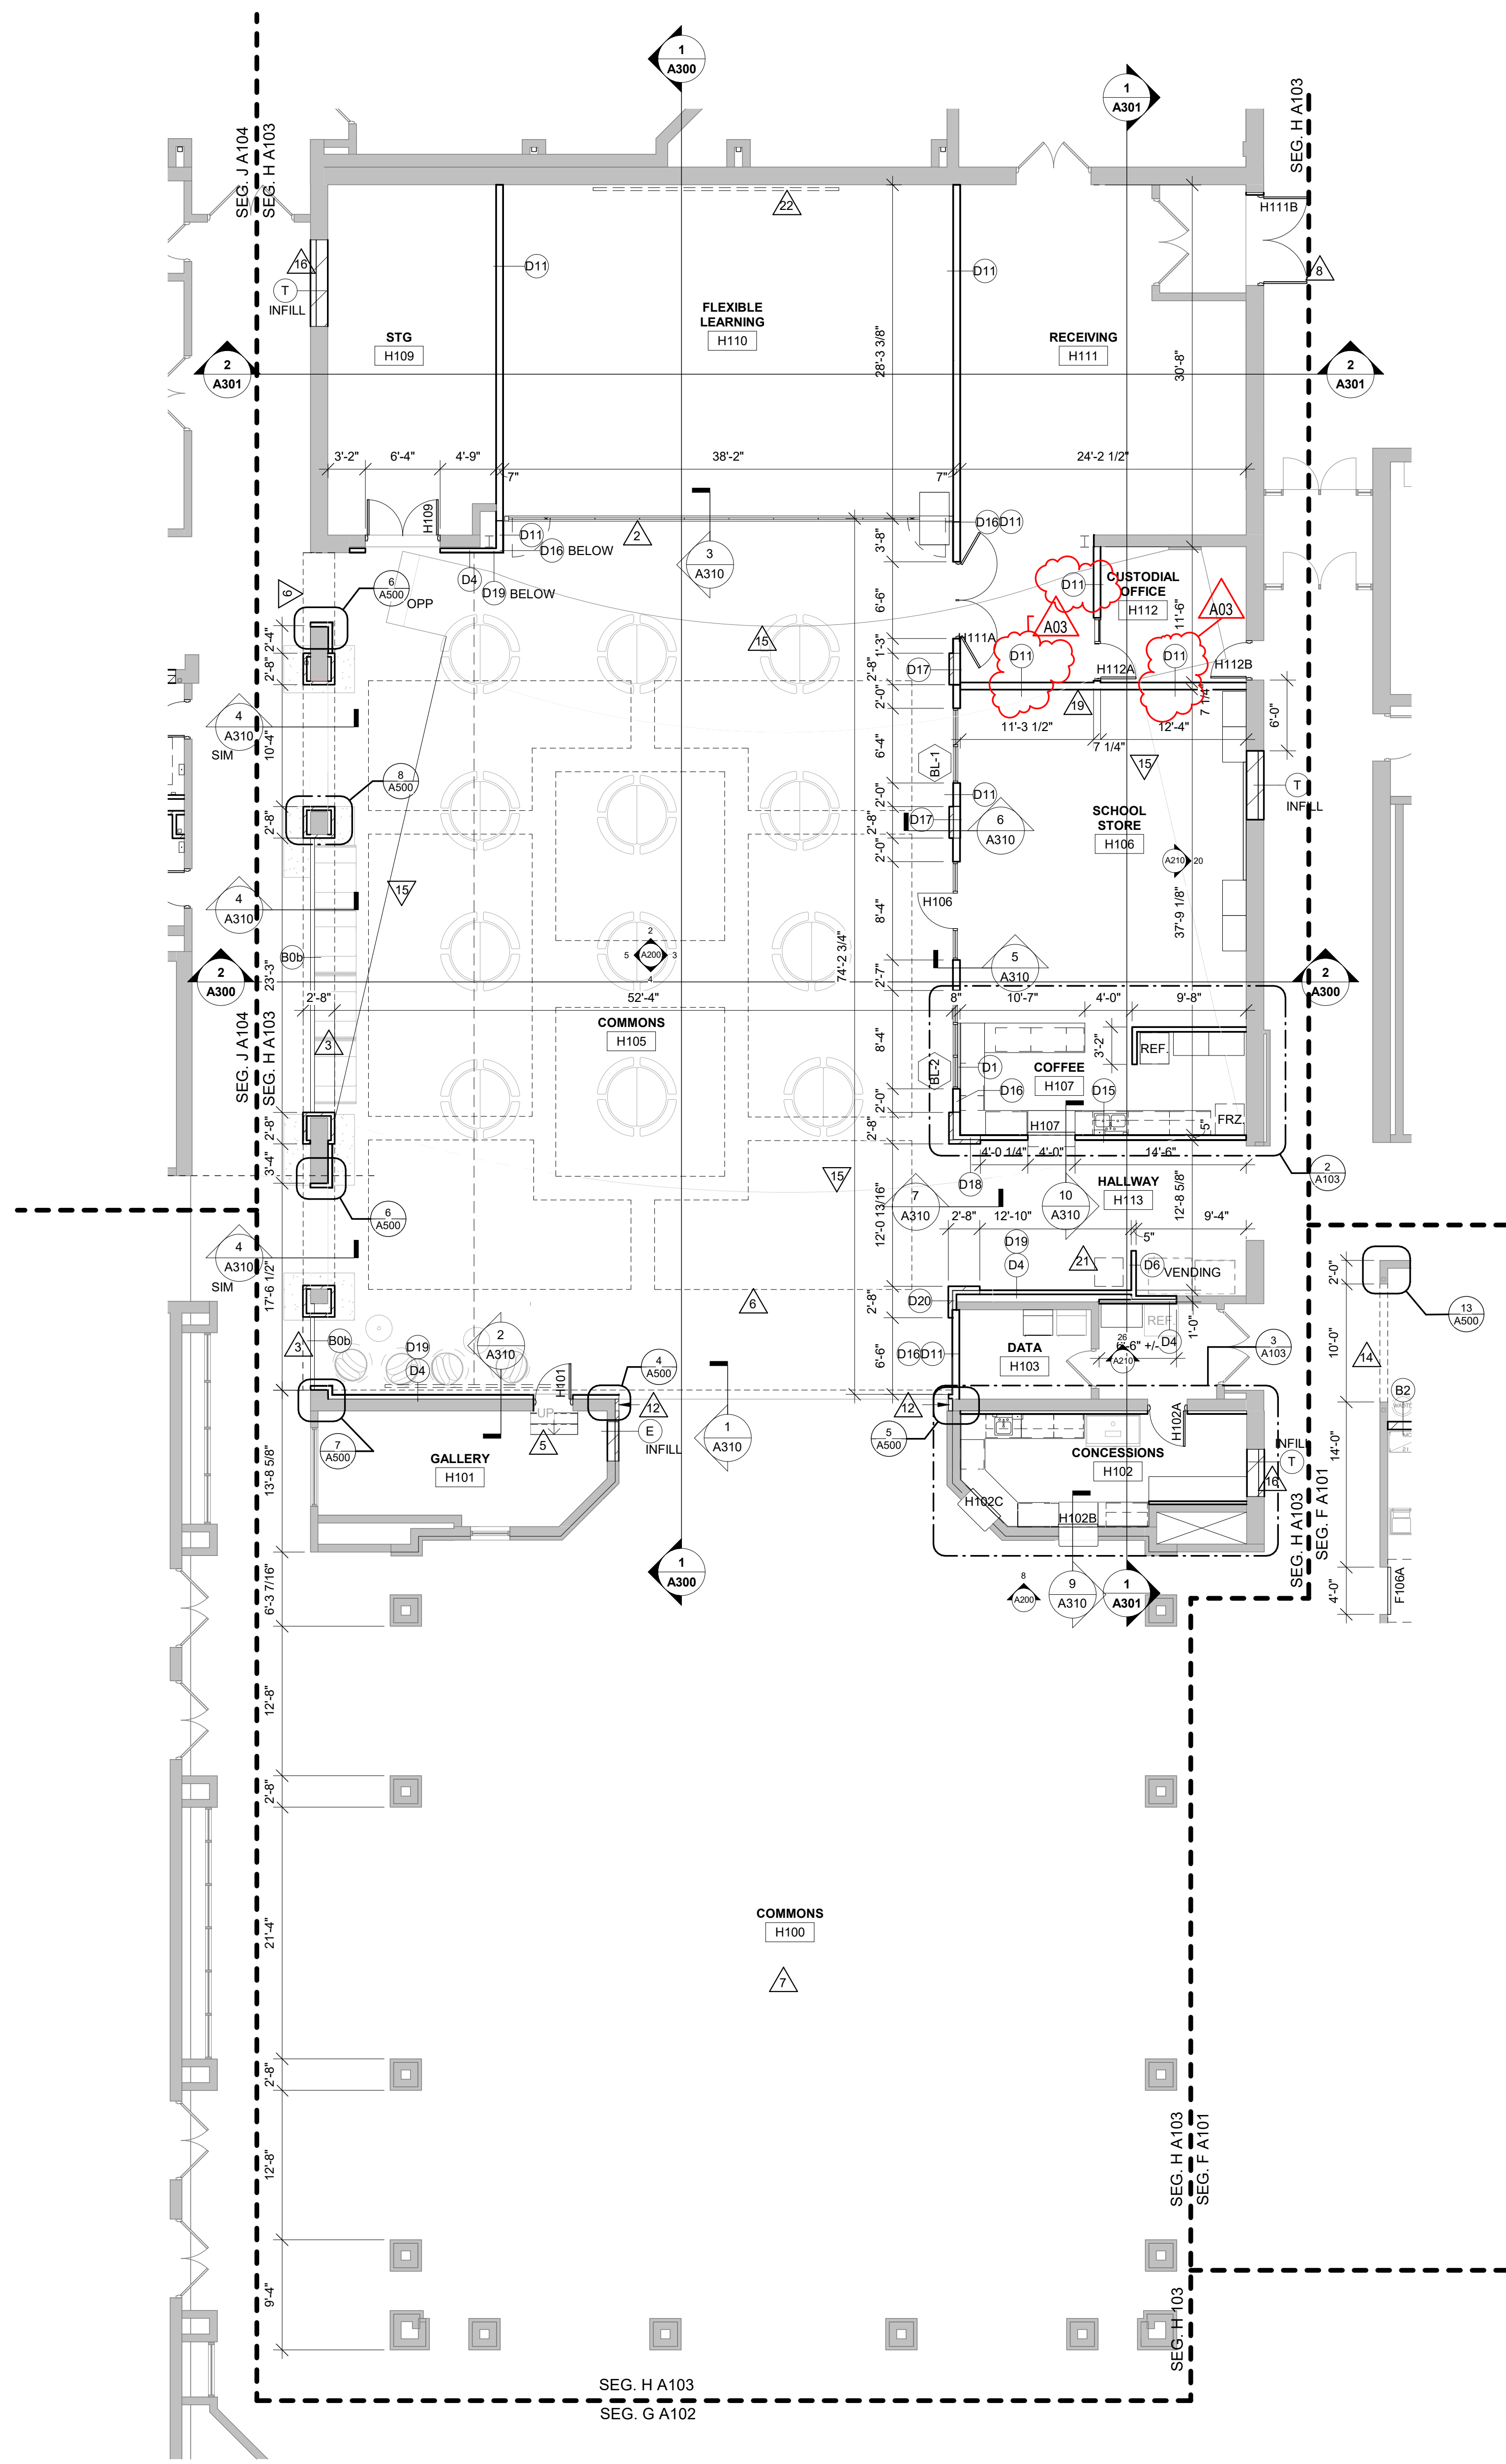 1
A300
1
A301
SEG. J A104
SEG. H A103
SEG. H A103
H111B
22
8
16
T
INFILL
D11
D11
STG
H109
FLEXIBLE
LEARNING
H110
RECEIVING
H111
28'-3 3/8"
30'-8"
2
A301
2
A301
3'-2"
6'-4"
4'-9"
7"
38'-2"
7"
24'-2 1/2"
H109
D11
D16 BELOW
D4
D19 BELOW
2
3
A310
D16
D11
3'-8"
6'-6"
1'-3"
2'-8"
2'-0"
6'-4"
2'-0"
2'-8"
2'-0"
8'-4"
2'-7"
8'-4"
2'-0"
2'-8"
12'-0 13/16"
2'-8"
6'-6"
CUSTODIAL
OFFICE
H112
D11
A03
A03
D11
D11
11'-6"
H111A
H112A
H112B
6
6
A500
OPP
2'-4"
2'-8"
10'-4"
2'-8"
23'-3"
2'-8"
3'-4"
17'-6 1/2"
15
D17
19
11'-3 1/2"
7 1/4"
12'-4"
7 1/4"
6'-0"
4
A310
SIM
8
A500
BL-1
15
T
INFILL
D11
D17
6
A310
SCHOOL
STORE
H106
A210
20
37'-9 1/8"
4
A310
15
H106
B0b
2
A300
2
5
A200
3
4
74'-2 3/4"
5
A310
2
A300
2'-8"
52'-4"
8"
10'-7"
4'-0"
9'-8"
COMMONS
H105
3
SEG. J A104
SEG. H A103
BL-2
D1
D16
COFFEE
H107
D15
3'-2"
REF.
FRZ.
5"
H107
4'-0 1/4"
4'-0"
14'-6"
2
A103
D18
15
6
A500
7
A310
10
A310
HALLWAY
H113
12'-8 5/8"
2'-8"
12'-10"
5"
9'-4"
4
A310
SIM
D19
D4
21
D6
VENDING
6
D20
3
B0b
D19
D4
2
A310
4
A500
H101
UP
5
12
E
INFILL
1
A310
D16
D11
DATA
H103
REF.
D4
6'-6" +/-
26
A210
1'-0"
3
A103
12
5
A500
7
A500
GALLERY
H101
13'-8 5/8"
H102A
CONCESSIONS
H102
INFILL
T
16
H102C
H102B
8
A200
9
A310
1
A301
1
A300
SEG. H A103
SEG. F A101
2'-0"
13
A500
10'-0"
14
B2
14'-0"
4'-0"
F106A
6'-3 7/16"
12'-8"
2'-8"
21'-4"
2'-8"
12'-8"
9'-4"
COMMONS
H100
7
SEG. H A103
SEG. F A101
SEG. H 103
SEG. H A103
SEG. G A102